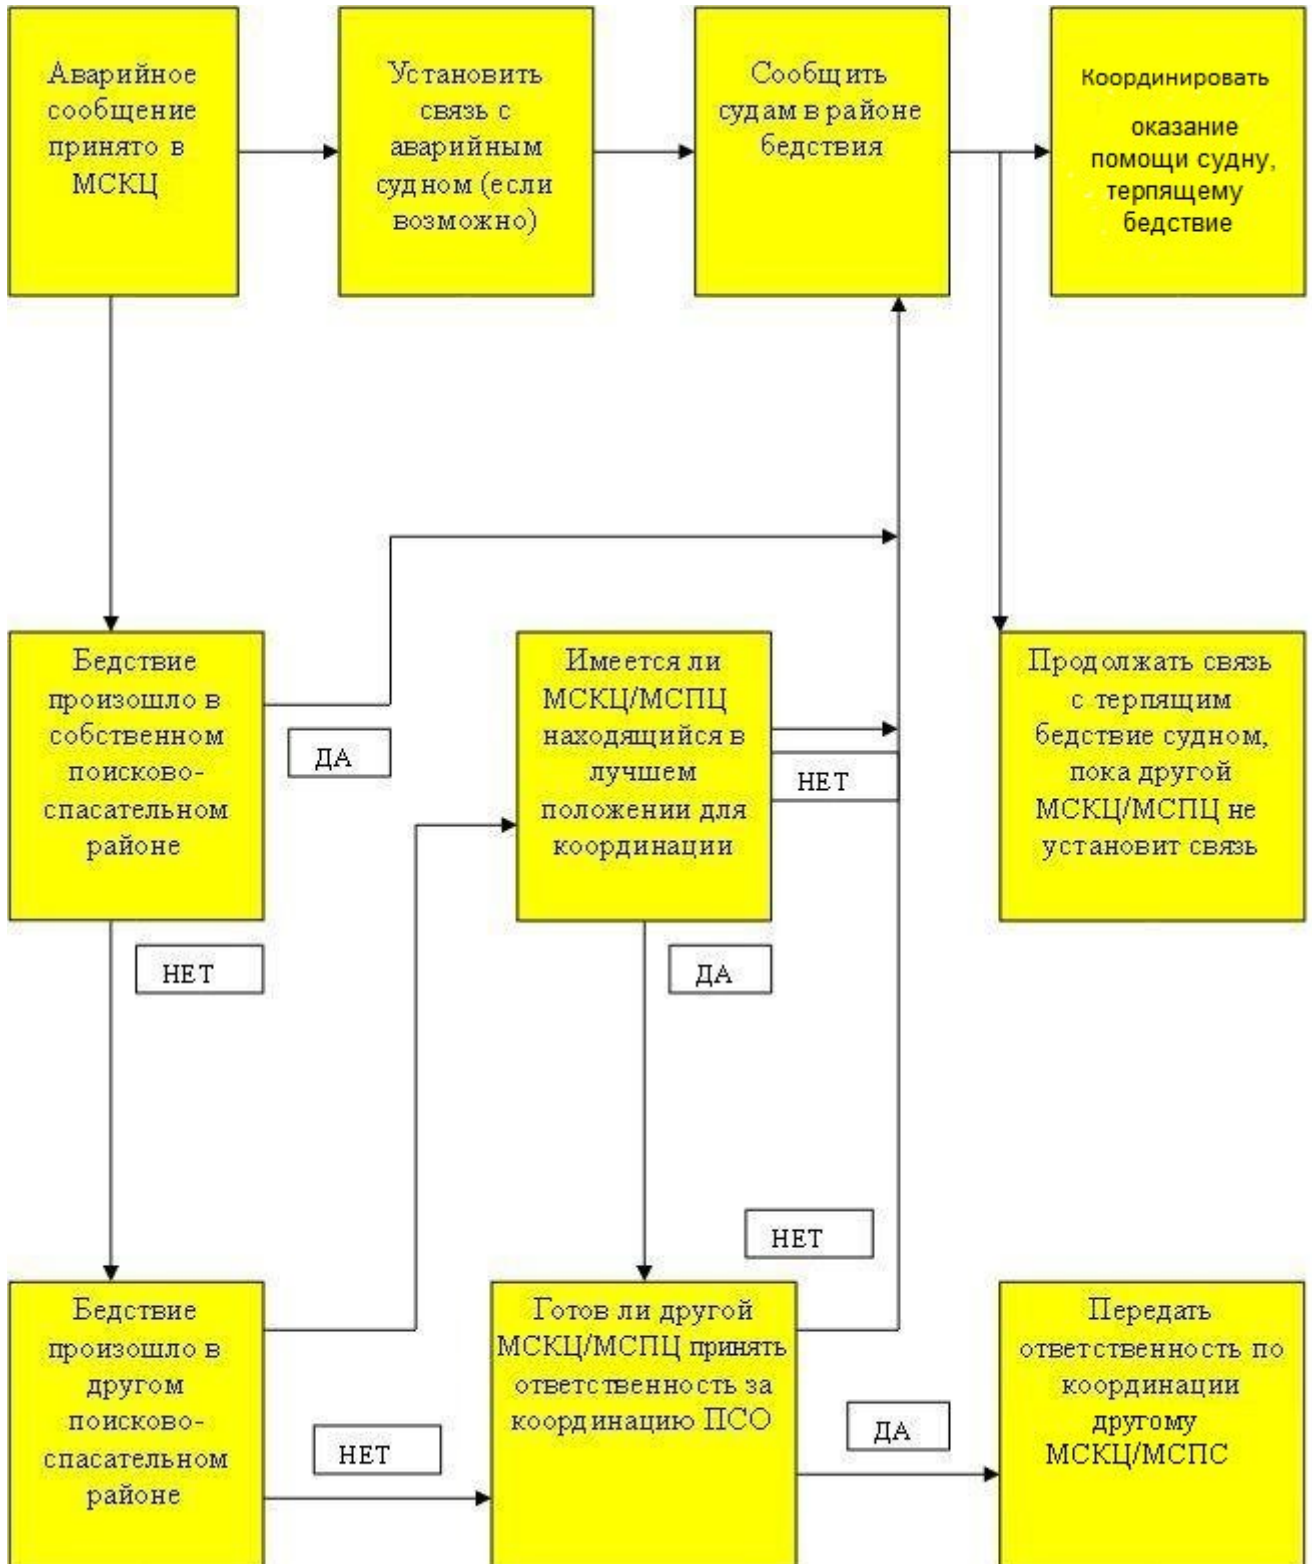 Аварийное
сообщение
принято в
МСКЦ
Установить
связь с
аварийным
судном (если
возможно)
Сообщить
судам в районе
бедствия
Координировать
оказание
помощи судну,
терпящему
бедствие
Бедствие
произошло в
собственном
поисково-
спасательном
районе
ДА
Имеется ли
МСКЦ/МСПЦ
находящийся в
лучшем
положении для
координации
НЕТ
Продолжать связь
с терпящим
бедствие судном,
пока другой
МСКЦ/МСПЦ не
установит связь
НЕТ
ДА
НЕТ
Бедствие
произошло в
другом
поисково-
спасательном
районе
НЕТ
Готов ли другой
МСКЦ/МСПЦ принять
ответственность за
координацию ПСО
ДА
Передать
ответственность по
координации
другому
МСКЦ/МСПС